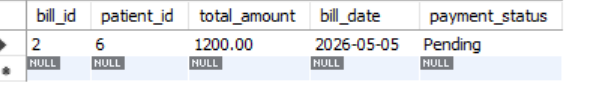 bill_id patient_id total_amount bill_date payment_status
2 6 1200.00 2026-05-05 Pending
NULL NULL NULL NULL NULL